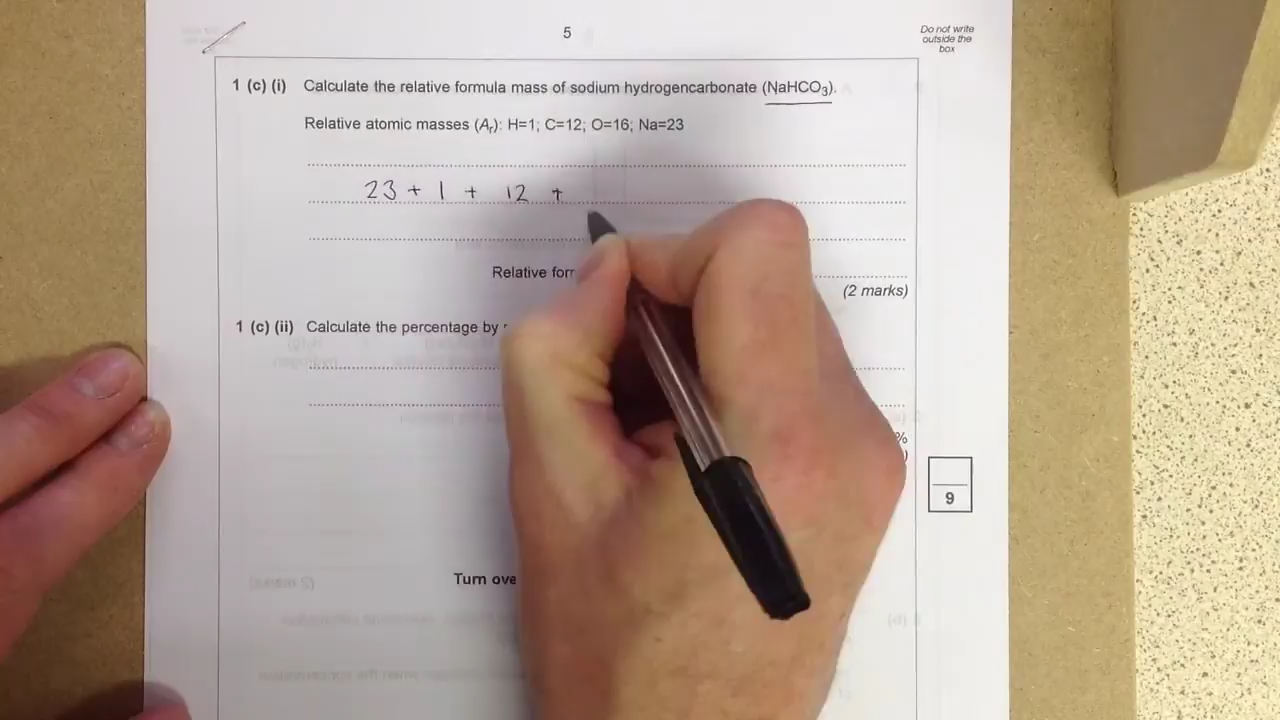 5
Do not write
outside the
box
1 (c) (i) Calculate the relative formula mass of sodium hydrogencarbonate (NaHCO₃).
Relative atomic masses (Aᵣ): H=1; C=12; O=16; Na=23
23 + 1 + 12 +
Relative for
(2 marks)
1 (c) (ii) Calculate the percentage by
%
)
9
Turn ove